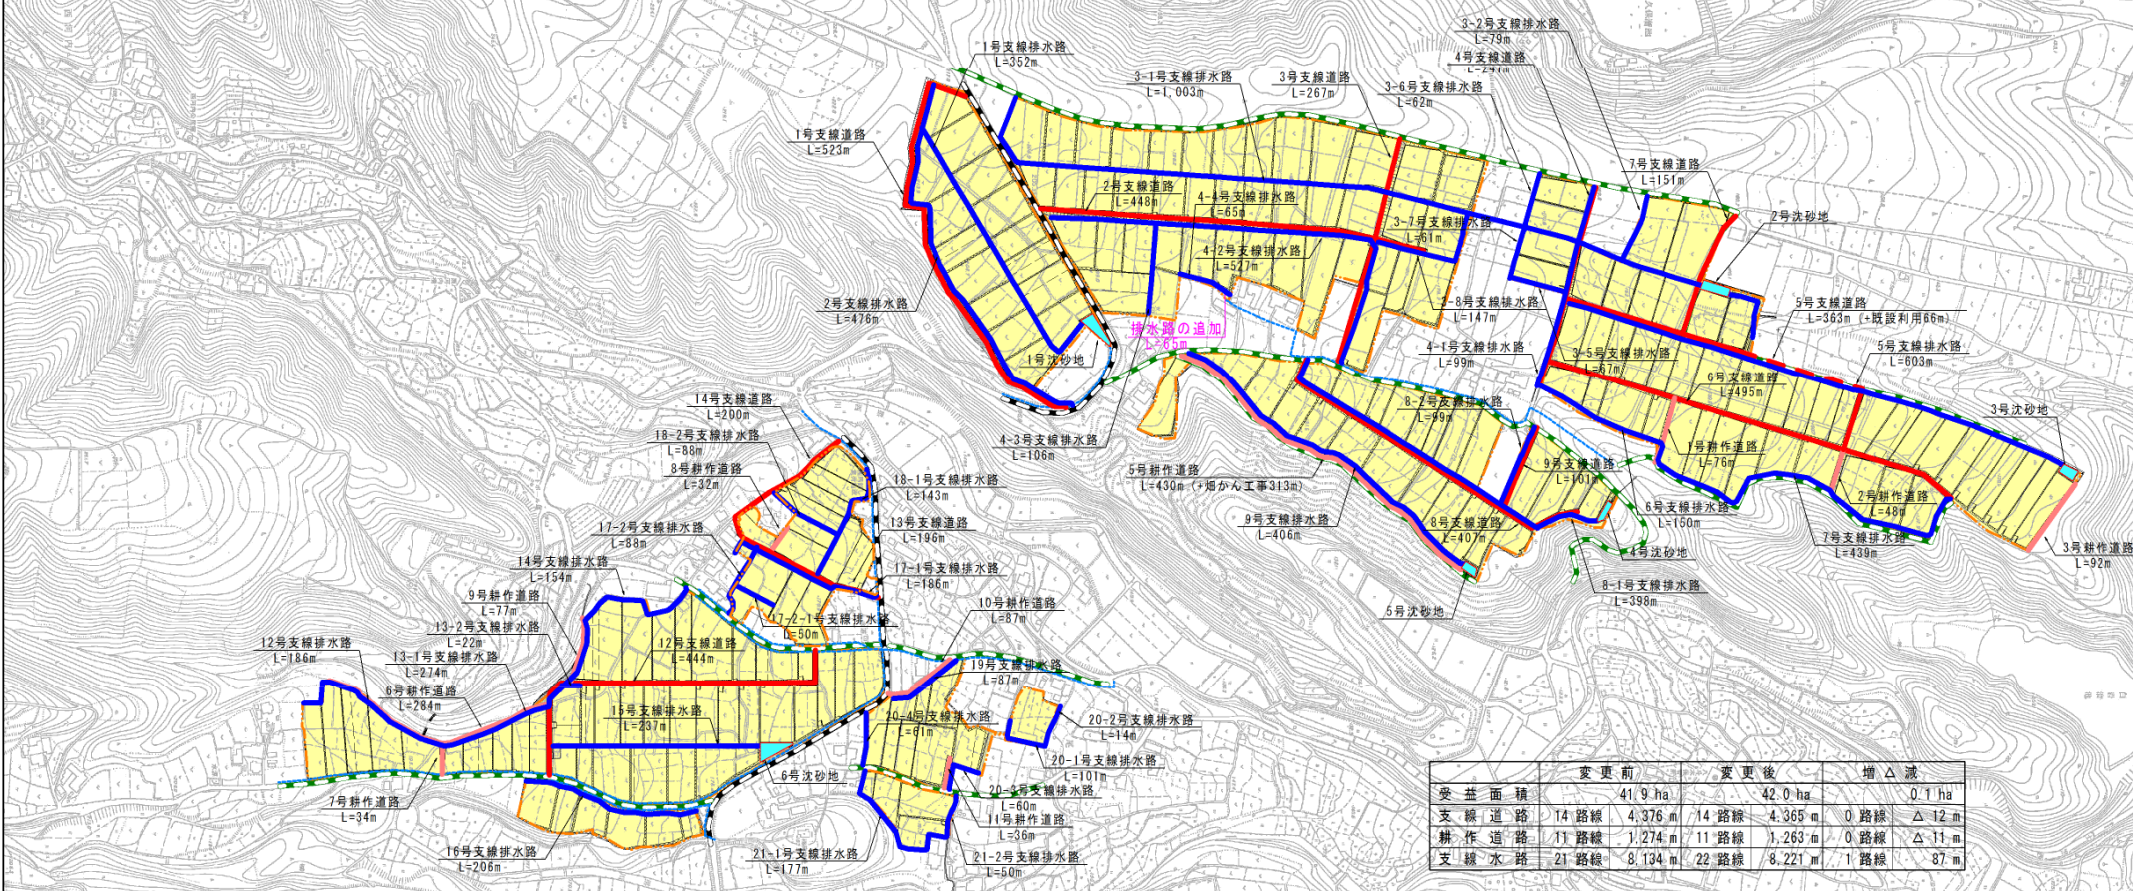 1号支線排水路
L=352m
3-2号支線排水路
L=79m
4号支線道路
L=247m
3-1号支線排水路
L=1,003m
3号支線道路
L=267m
3-6号支線排水路
L=62m
1号支線道路
L=523m
7号支線道路
L=151m
2号支線道路
L=448m
4-4号支線排水路
L=65m
2号沈砂地
3-7号支線排水路
L=61m
4-2号支線排水路
L=527m
2号支線排水路
L=476m
3-8号支線排水路
L=147m
5号支線道路
L=363m (+既設利用66m)
排水路の追加
L=65m
1号沈砂地
4-1号支線排水路
L=99m
3-5号支線排水路
L=67m
5号支線排水路
L=603m
6号支線道路
L=495m
14号支線道路
L=200m
8-2号支線排水路
L=99m
3号沈砂地
18-2号支線排水路
L=88m
4-3号支線排水路
L=106m
1号耕作道路
L=76m
8号耕作道路
L=32m
5号耕作道路
L=430m (+畑かん工事313m)
9号支線道路
L=101m
18-1号支線排水路
L=143m
2号耕作道路
L=48m
17-2号支線排水路
L=88m
13号支線道路
L=196m
9号支線排水路
L=406m
8号支線道路
L=407m
6号支線排水路
L=150m
7号支線排水路
L=439m
3号耕作道路
L=92m
4号沈砂地
14号支線排水路
L=154m
17-1号支線排水路
L=186m
8-1号支線排水路
L=398m
9号耕作道路
L=77m
10号耕作道路
L=87m
5号沈砂地
17-2-1号支線排水路
L=50m
13-2号支線排水路
L=22m
12号支線排水路
L=186m
12号支線道路
L=444m
13-1号支線排水路
L=274m
19号支線排水路
L=87m
6号耕作道路
L=284m
15号支線排水路
L=237m
20-4号支線排水路
L=61m
20-2号支線排水路
L=14m
20-1号支線排水路
L=101m
6号沈砂地
20-3号支線排水路
L=60m
7号耕作道路
L=34m
11号耕作道路
L=36m
16号支線排水路
L=206m
21-1号支線排水路
L=177m
21-2号支線排水路
L=50m
変更前 変更後 増△減
受益面積 41.9 ha 42.0 ha 0.1 ha
支線道路 14 路線 4,376 m 14 路線 4,365 m 0 路線 △ 12 m
耕作道路 11 路線 1,274 m 11 路線 1,263 m 0 路線 △ 11 m
支線水路 21 路線 8,134 m 22 路線 8,221 m 1 路線 87 m